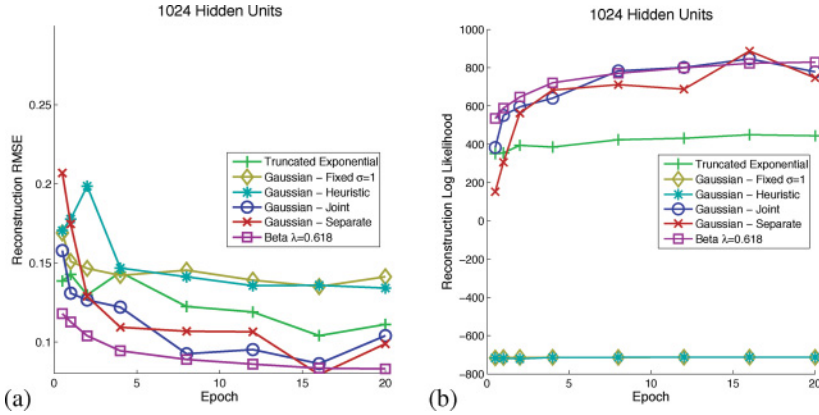 1024 Hidden Units
0.25
0.2
0.15
0.1
Reconstruction RMSE
Truncated Exponential
Gaussian – Fixed σ=1
Gaussian – Heuristic
Gaussian – Joint
Gaussian – Separate
Beta λ=0.618
0 5 10 15 20
Epoch
(a)
1024 Hidden Units
1000
800
600
400
200
0
−200
−400
−600
−800
Reconstruction Log Likelihood
Truncated Exponential
Gaussian – Fixed σ=1
Gaussian – Heuristic
Gaussian – Joint
Gaussian – Separate
Beta λ=0.618
0 5 10 15 20
Epoch
(b)